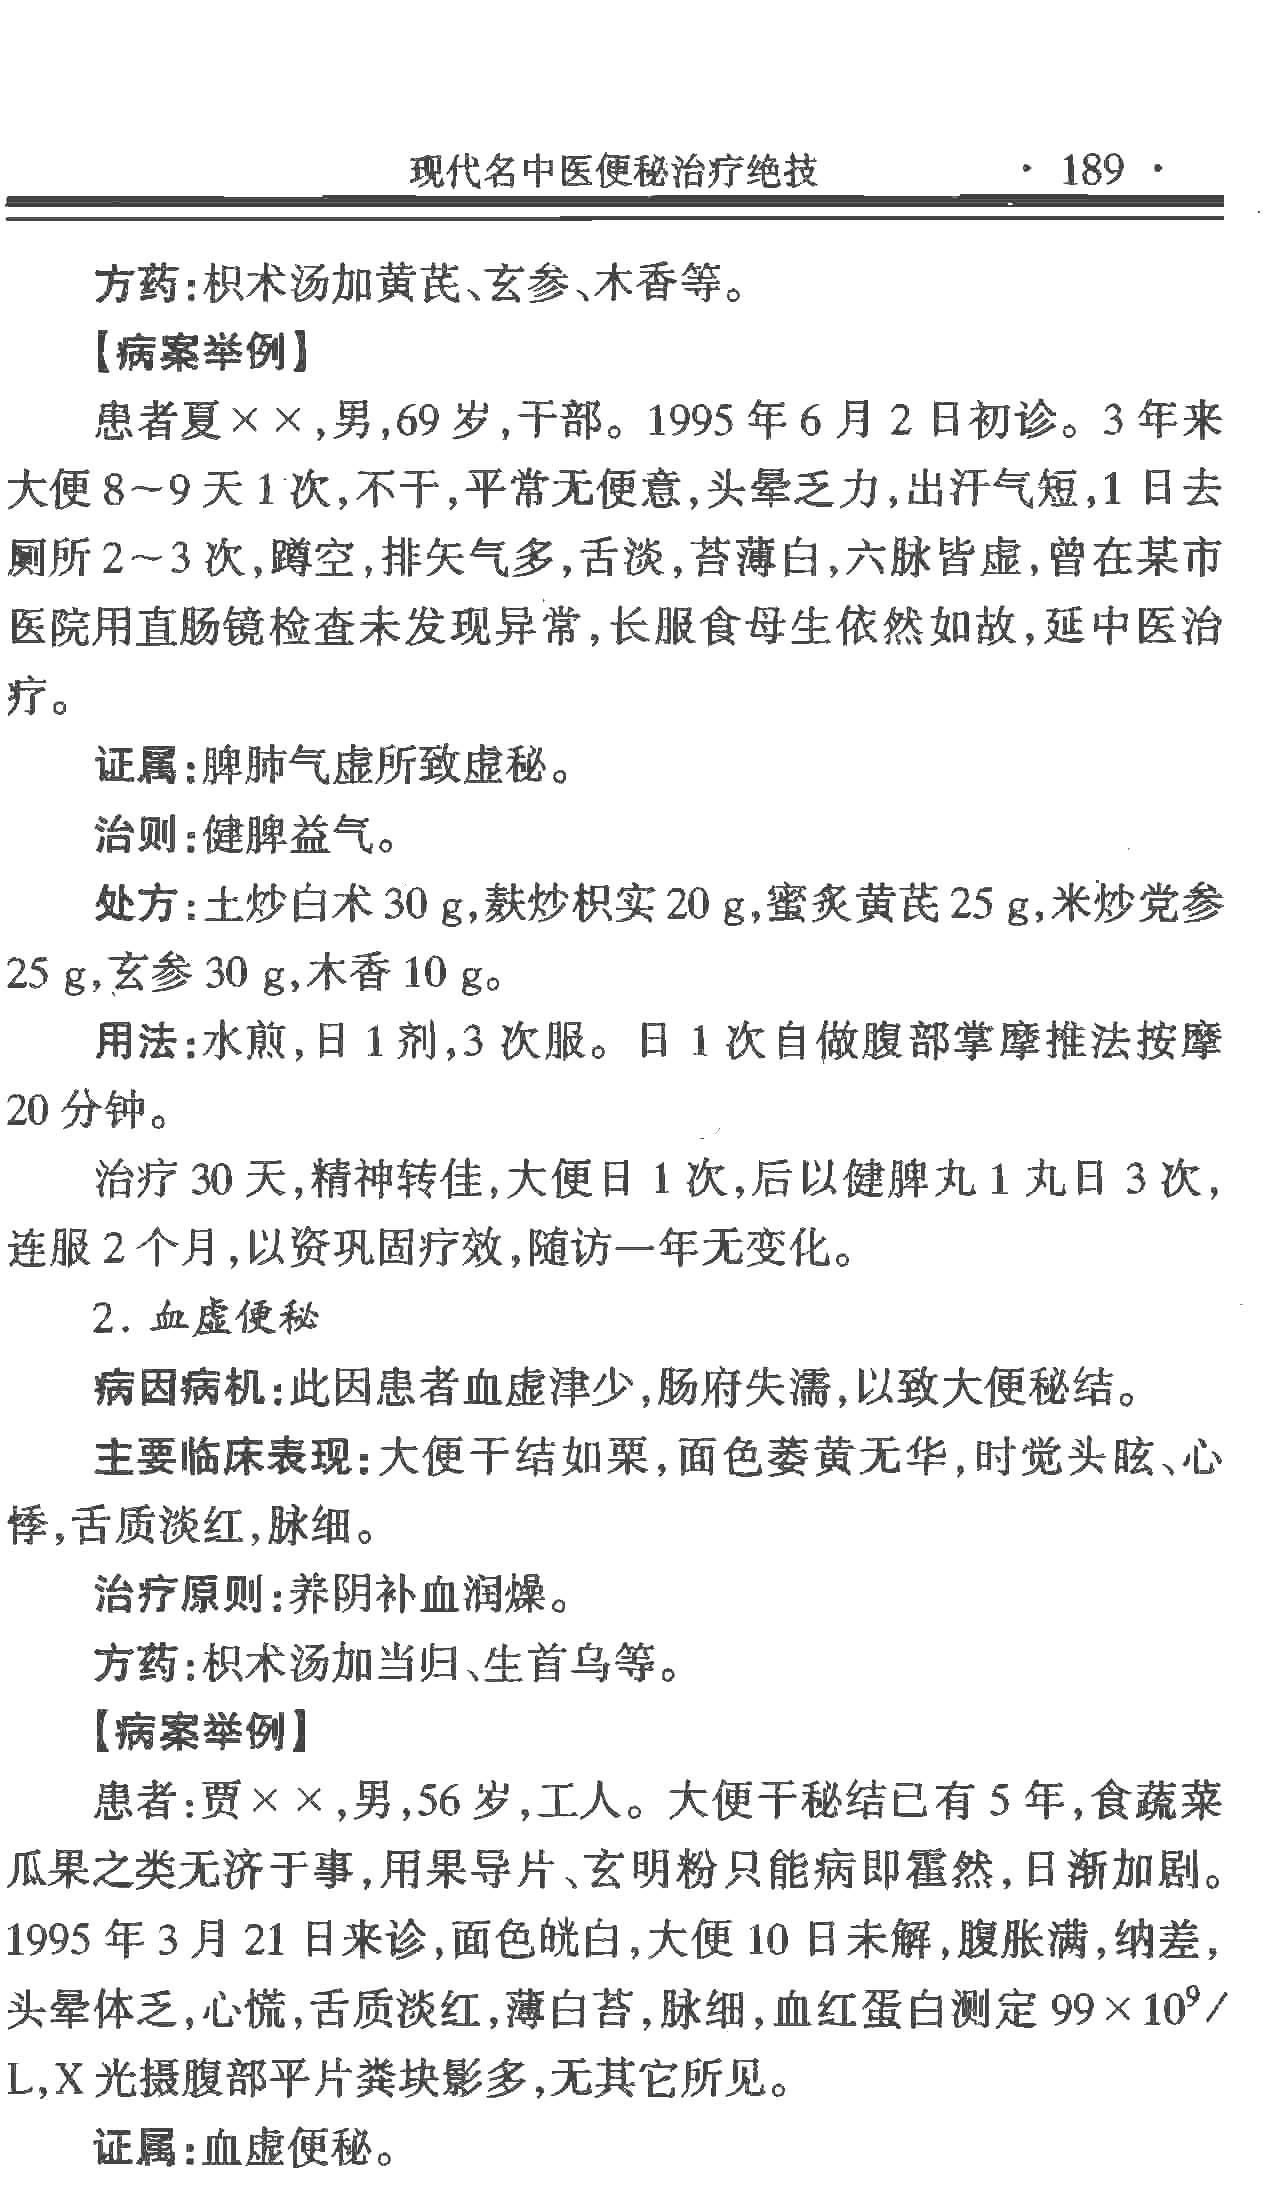 现代名中医便秘治疗绝技 · 189 ·
方药:枳术汤加黄芪、玄参、木香等。
【病案举例】
患者夏××,男,69岁,干部。1995年6月2日初诊。3年来
大便8～9天1次,不干,平常无便意,头晕乏力,出汗气短,1日去
厕所2～3次,蹲空,排矢气多,舌淡,苔薄白,六脉皆虚,曾在某市
医院用直肠镜检查未发现异常,长服食母生依然如故,延中医治
疗。
证属:脾肺气虚所致虚秘。
治则:健脾益气。
处方:土炒白术30 g,麸炒枳实20 g,蜜炙黄芪25 g,米炒党参
25 g,玄参30 g,木香10 g。
用法:水煎,日1剂,3次服。日1次自做腹部掌摩推法按摩
20分钟。
治疗30天,精神转佳,大便日1次,后以健脾丸1丸日3次,
连服2个月,以资巩固疗效,随访一年无变化。
2. 血虚便秘
病因病机:此因患者血虚津少,肠府失濡,以致大便秘结。
主要临床表现:大便干结如栗,面色萎黄无华,时觉头眩、心
悸,舌质淡红,脉细。
治疗原则:养阴补血润燥。
方药:枳术汤加当归、生首乌等。
【病案举例】
患者:贾××,男,56岁,工人。大便干秘结已有5年,食蔬菜
瓜果之类无济于事,用果导片、玄明粉只能病即霍然,日渐加剧。
1995年3月21日来诊,面色㿠白,大便10日未解,腹胀满,纳差,
头晕体乏,心慌,舌质淡红,薄白苔,脉细,血红蛋白测定99×10⁹/
L,X光摄腹部平片粪块影多,无其它所见。
证属:血虚便秘。